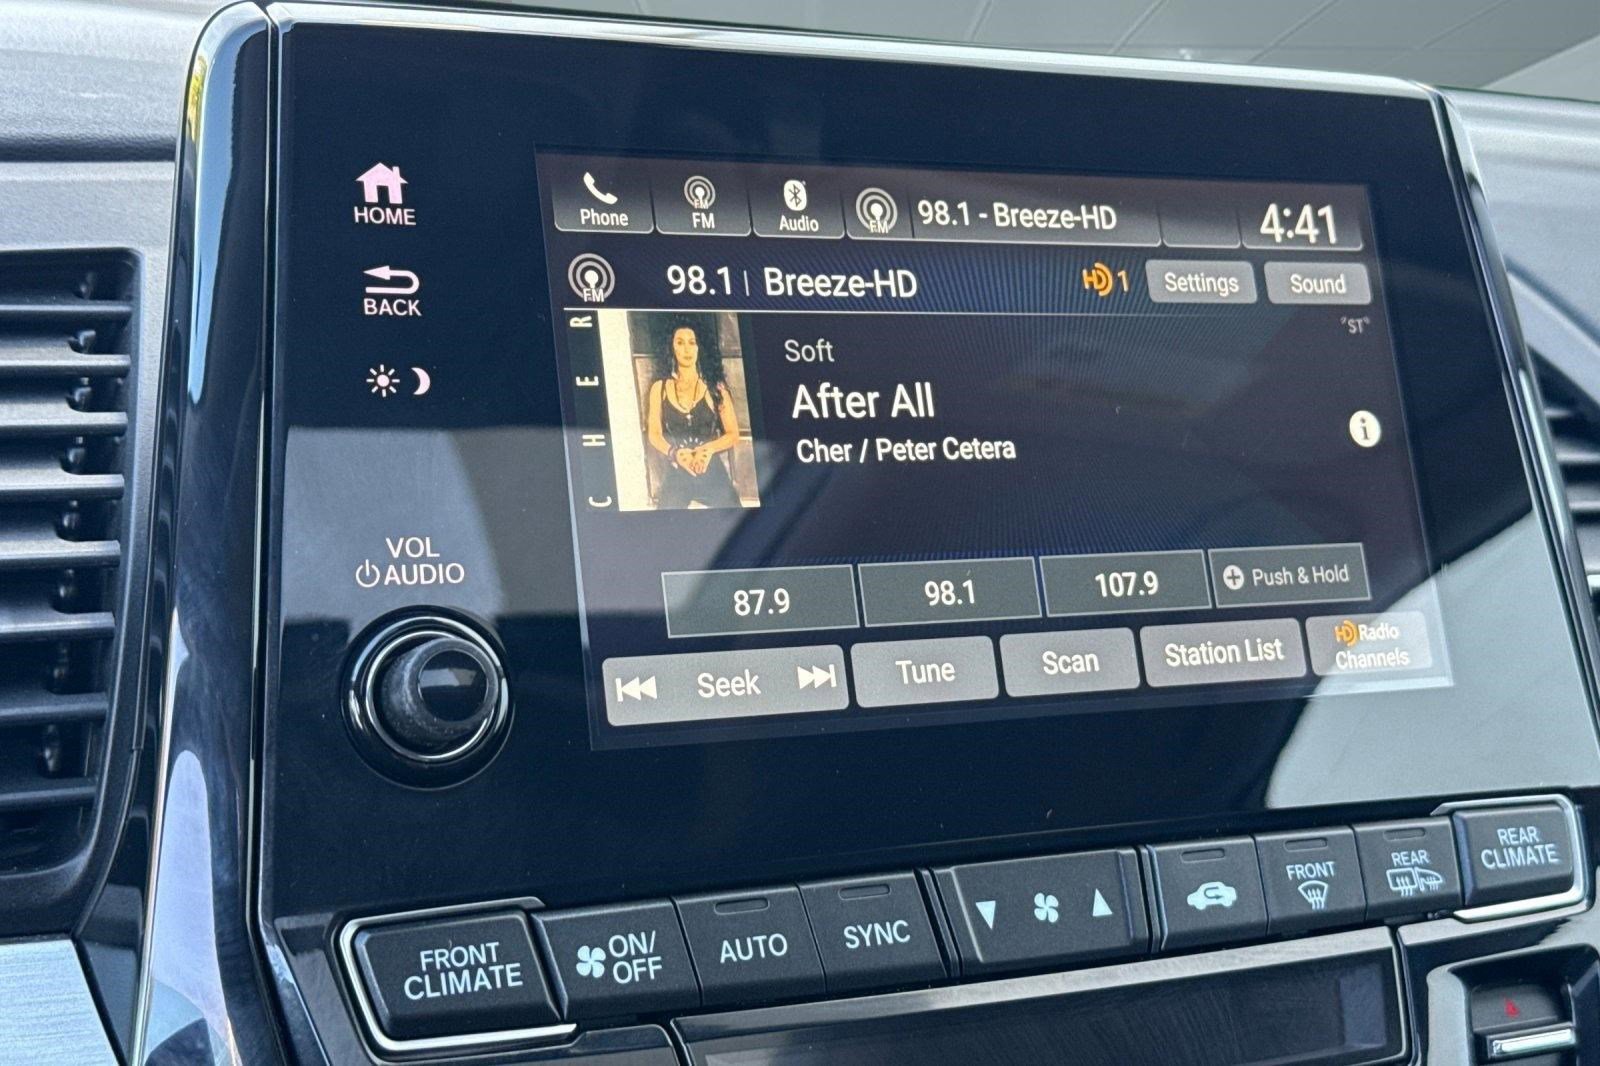 HOME
BACK
VOL
AUDIO
Phone
FM
FM
Audio
FM
98.1 - Breeze-HD
4:41
FM
98.1 | Breeze-HD
HD 1
Settings
Sound
"ST"
CHER
Soft
After All
Cher / Peter Cetera
i
87.9
98.1
107.9
Push & Hold
Seek
Tune
Scan
Station List
HD Radio
Channels
FRONT
CLIMATE
ON/
OFF
AUTO
SYNC
FRONT
REAR
REAR
CLIMATE